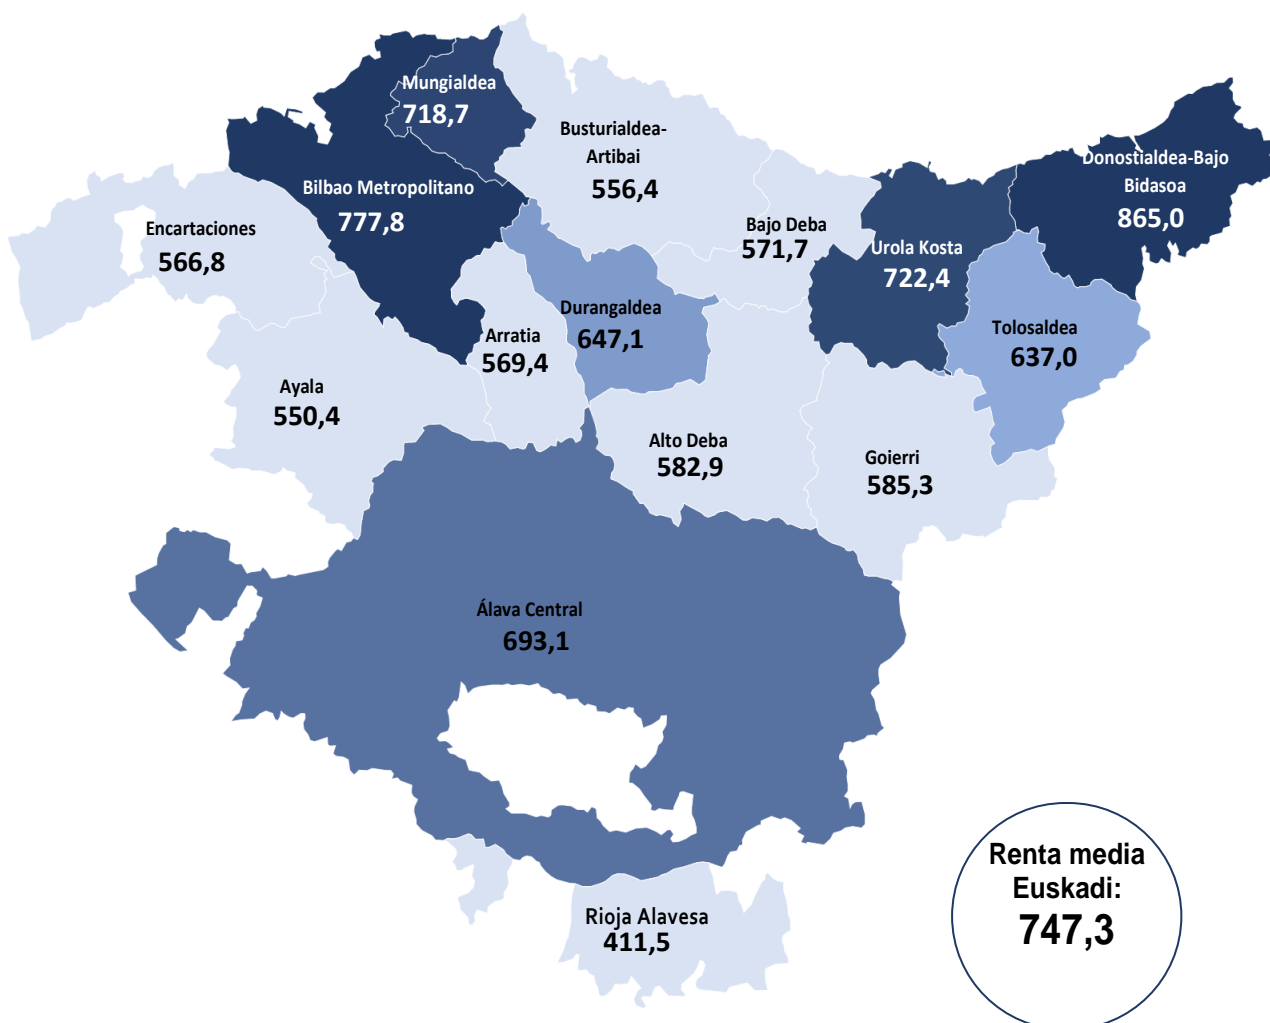 Mungialdea
718,7
Busturialdea-
Artibai
556,4
Donostialdea-Bajo
Bidasoa
865,0
Bilbao Metropolitano
777,8
Encartaciones
566,8
Bajo Deba
571,7
Urola Kosta
722,4
Durangaldea
647,1
Arratia
569,4
Tolosaldea
637,0
Ayala
550,4
Alto Deba
582,9
Goierri
585,3
Álava Central
693,1
Rioja Alavesa
411,5
Renta media
Euskadi:
747,3